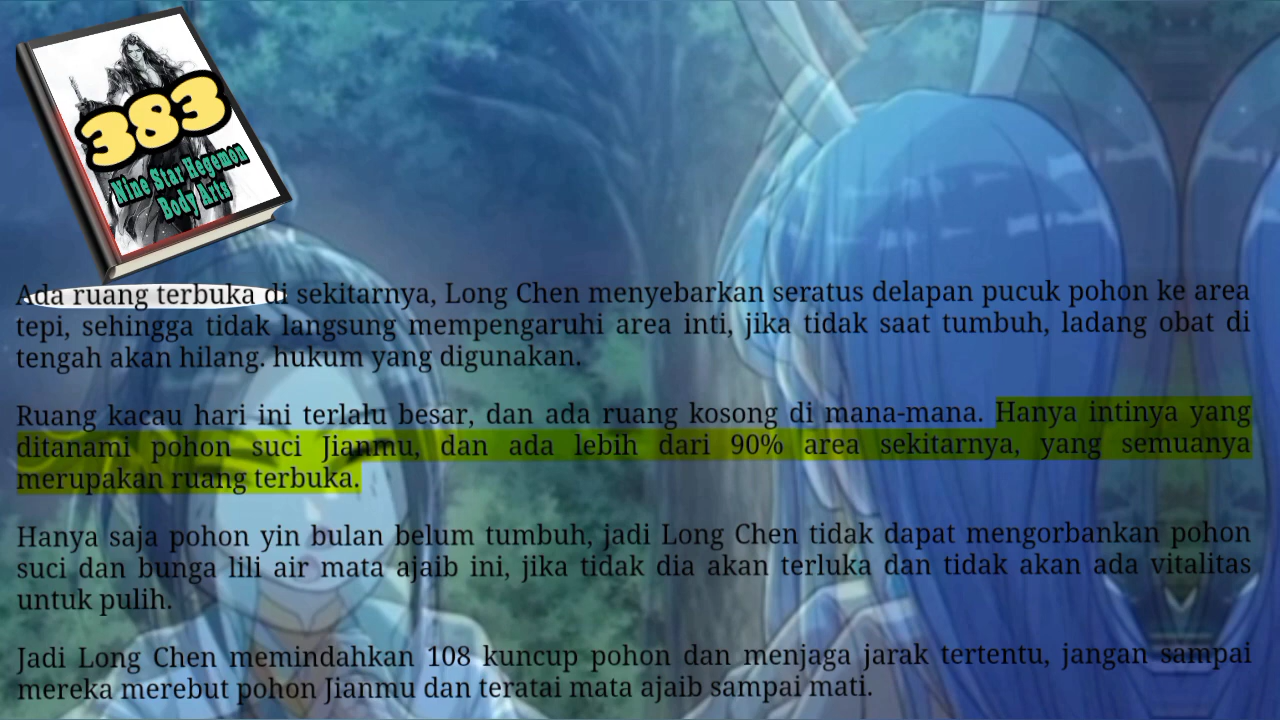 383
Nine Star Hegemon
Body Arts
Ada ruang terbuka di sekitarnya, Long Chen menyebarkan seratus delapan pucuk pohon ke area
tepi, sehingga tidak langsung mempengaruhi area inti, jika tidak saat tumbuh, ladang obat di
tengah akan hilang. hukum yang digunakan.
Ruang kacau hari ini terlalu besar, dan ada ruang kosong di mana-mana. Hanya intinya yang
ditanami pohon suci Jianmu, dan ada lebih dari 90% area sekitarnya, yang semuanya
merupakan ruang terbuka.
Hanya saja pohon yin bulan belum tumbuh, jadi Long Chen tidak dapat mengorbankan pohon
suci dan bunga lili air mata ajaib ini, jika tidak dia akan terluka dan tidak akan ada vitalitas
untuk pulih.
Jadi Long Chen memindahkan 108 kuncup pohon dan menjaga jarak tertentu, jangan sampai
mereka merebut pohon Jianmu dan teratai mata ajaib sampai mati.